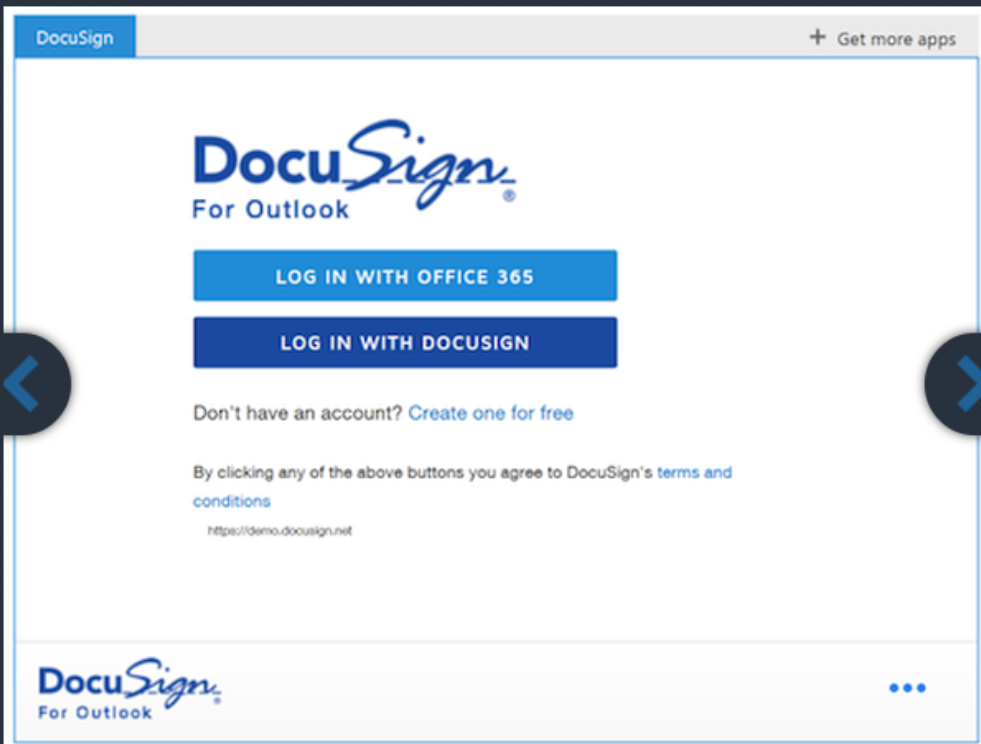 DocuSign
+ Get more apps
DocuSign®
For Outlook
LOG IN WITH OFFICE 365
LOG IN WITH DOCUSIGN
Don't have an account? Create one for free
By clicking any of the above buttons you agree to DocuSign's terms and
conditions
https://demo.docusign.net
DocuSign®
For Outlook